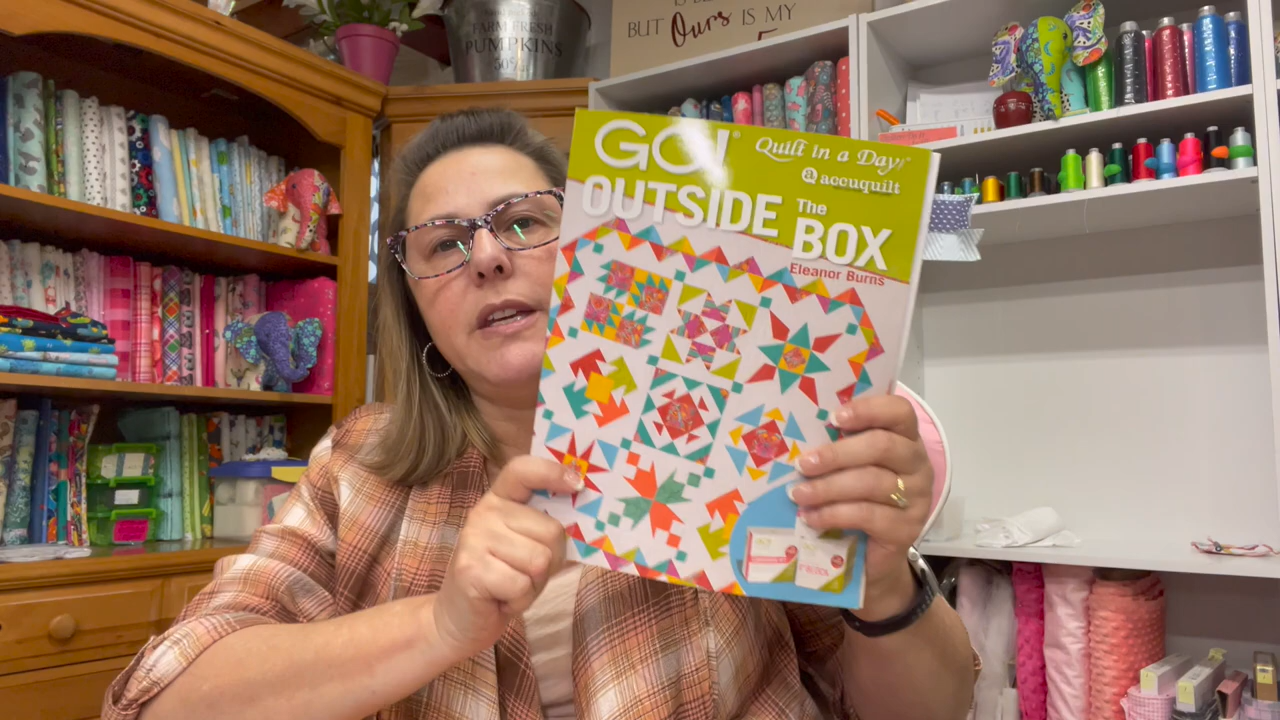 FARM FRESH
PUMPKINS
BUT Ours IS MY
GO!® Quilt in a Day®
accuquilt
OUTSIDE The BOX
Eleanor Burns